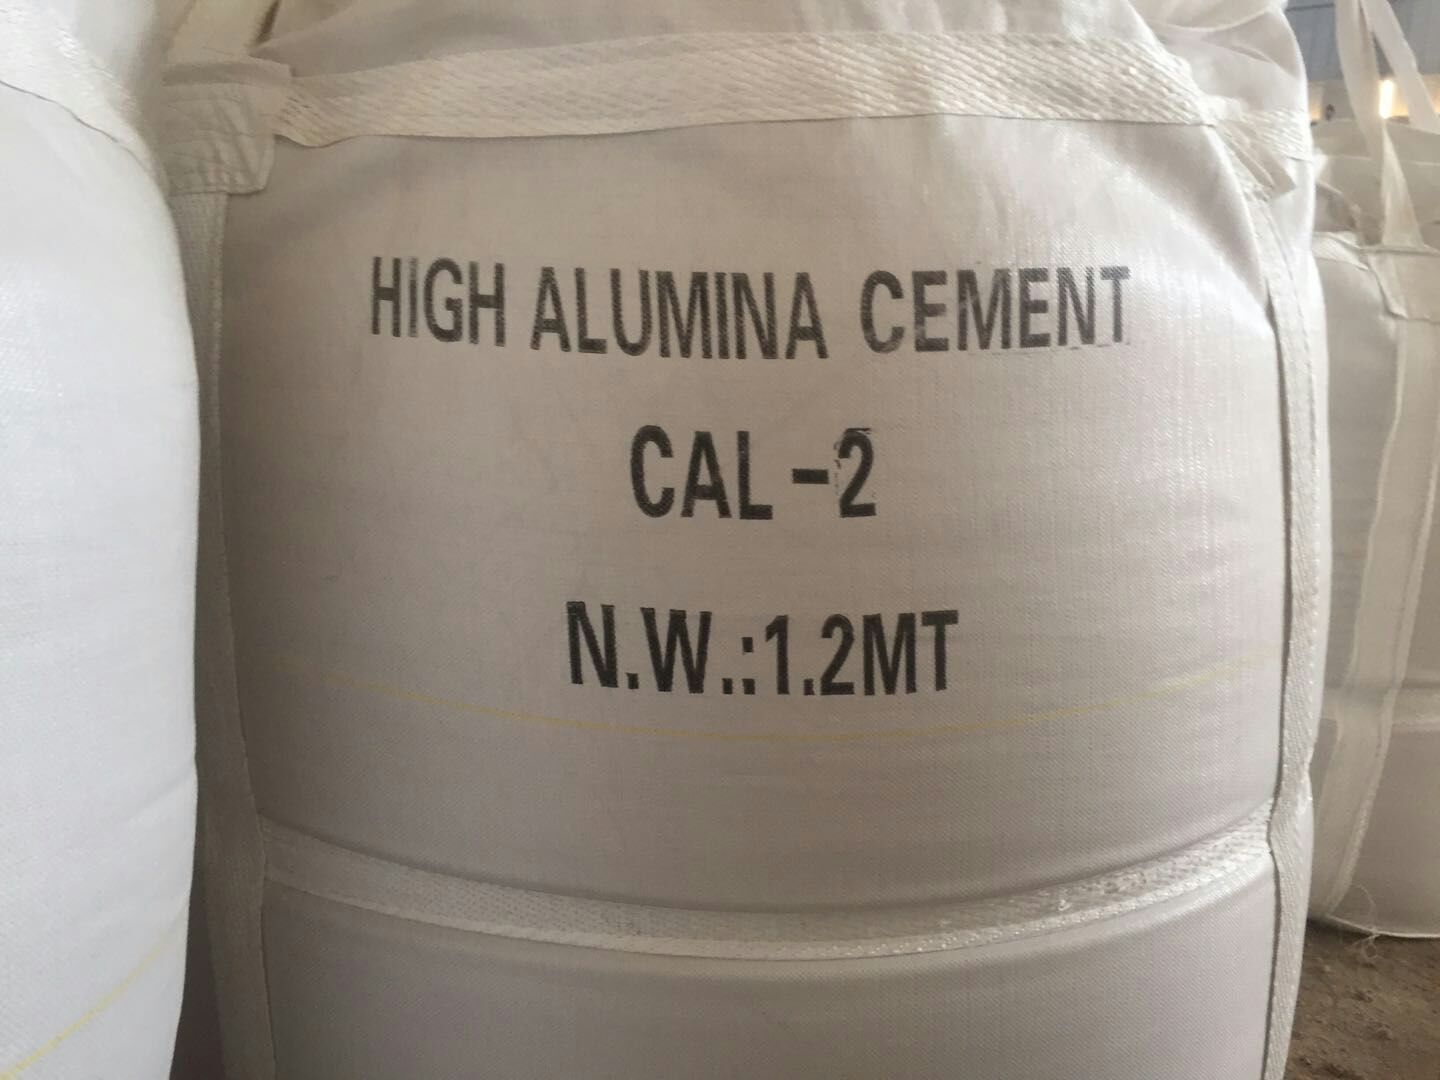 HIGH ALUMINA CEMENT
CAL-2
N.W.:1.2MT